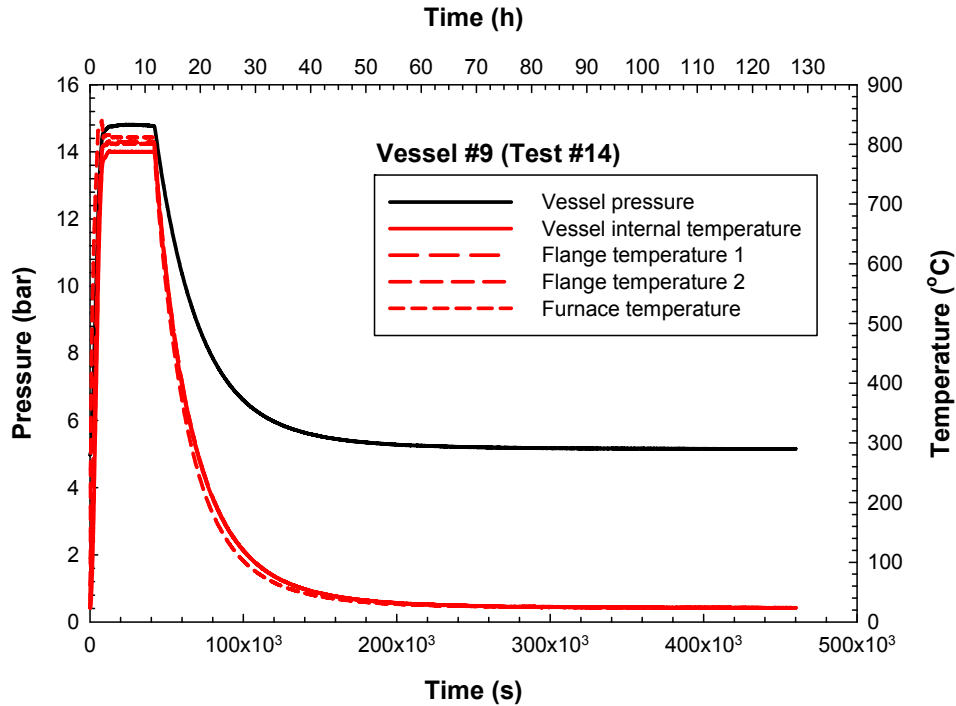 Time (h)
0 10 20 30 40 50 60 70 80 90 100 110 120 130
16 900
14 800
12 700
10 600
8 500
6 400
4 300
2 200
0 100
0
Pressure (bar)
Temperature (°C)
Vessel #9 (Test #14)
Vessel pressure
Vessel internal temperature
Flange temperature 1
Flange temperature 2
Furnace temperature
0 100x10³ 200x10³ 300x10³ 400x10³ 500x10³
Time (s)